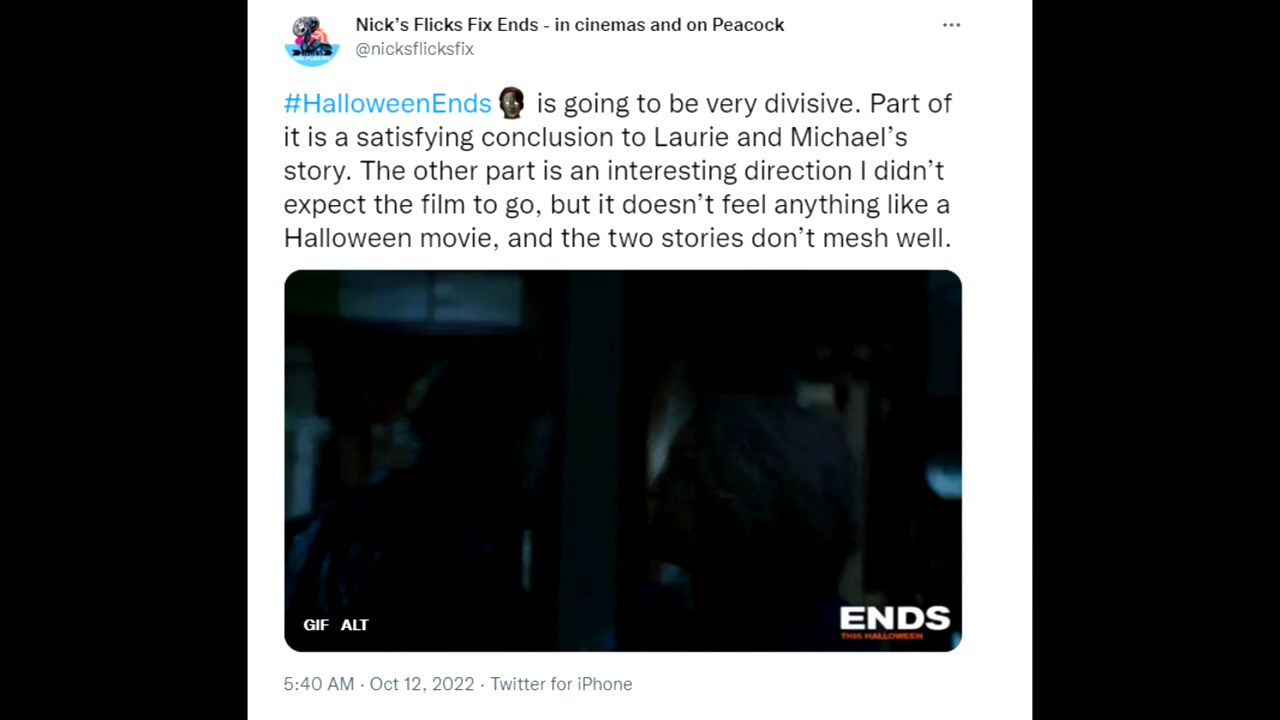 Nick’s Flicks Fix Ends - in cinemas and on Peacock
@nicksflicksfix
#HalloweenEnds is going to be very divisive. Part of
it is a satisfying conclusion to Laurie and Michael’s
story. The other part is an interesting direction I didn’t
expect the film to go, but it doesn’t feel anything like a
Halloween movie, and the two stories don’t mesh well.
GIF ALT
ENDS
THIS HALLOWEEN
5:40 AM · Oct 12, 2022 · Twitter for iPhone